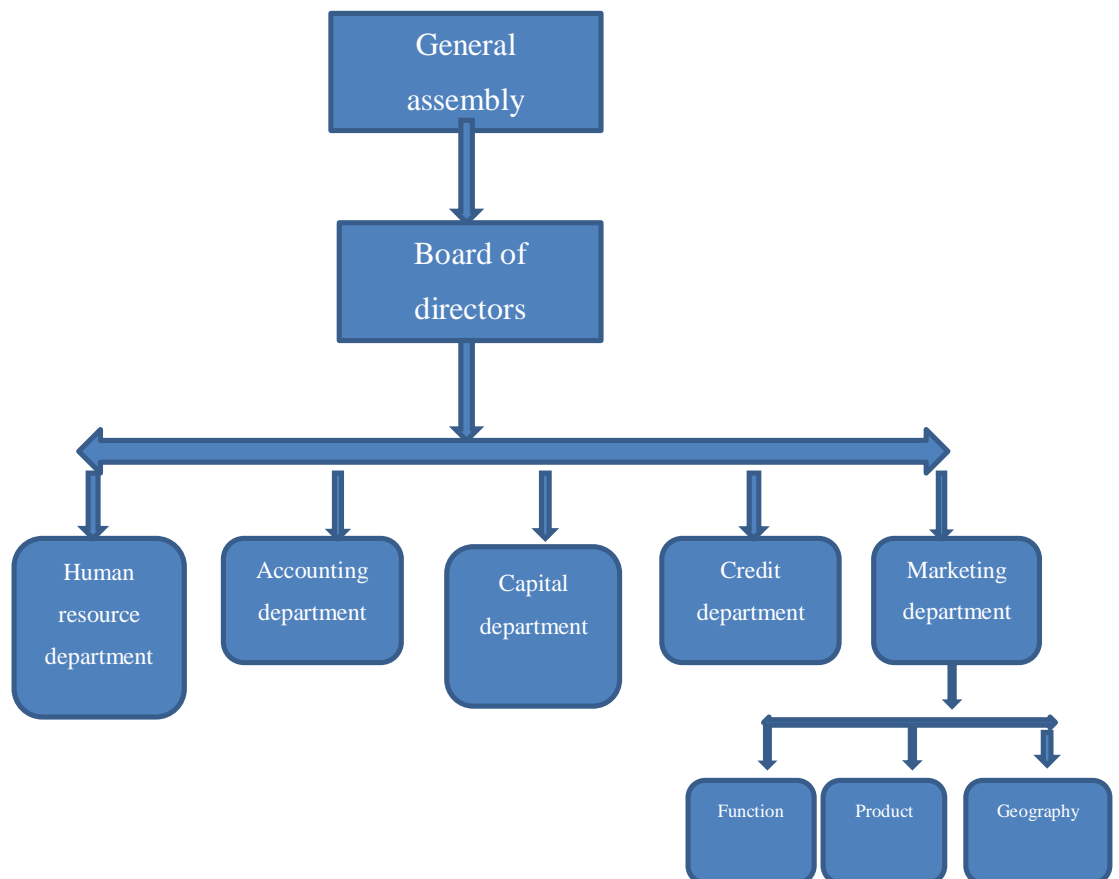 General
assembly
Board of
directors
Human
resource
department
Accounting
department
Capital
department
Credit
department
Marketing
department
Function
Product
Geography